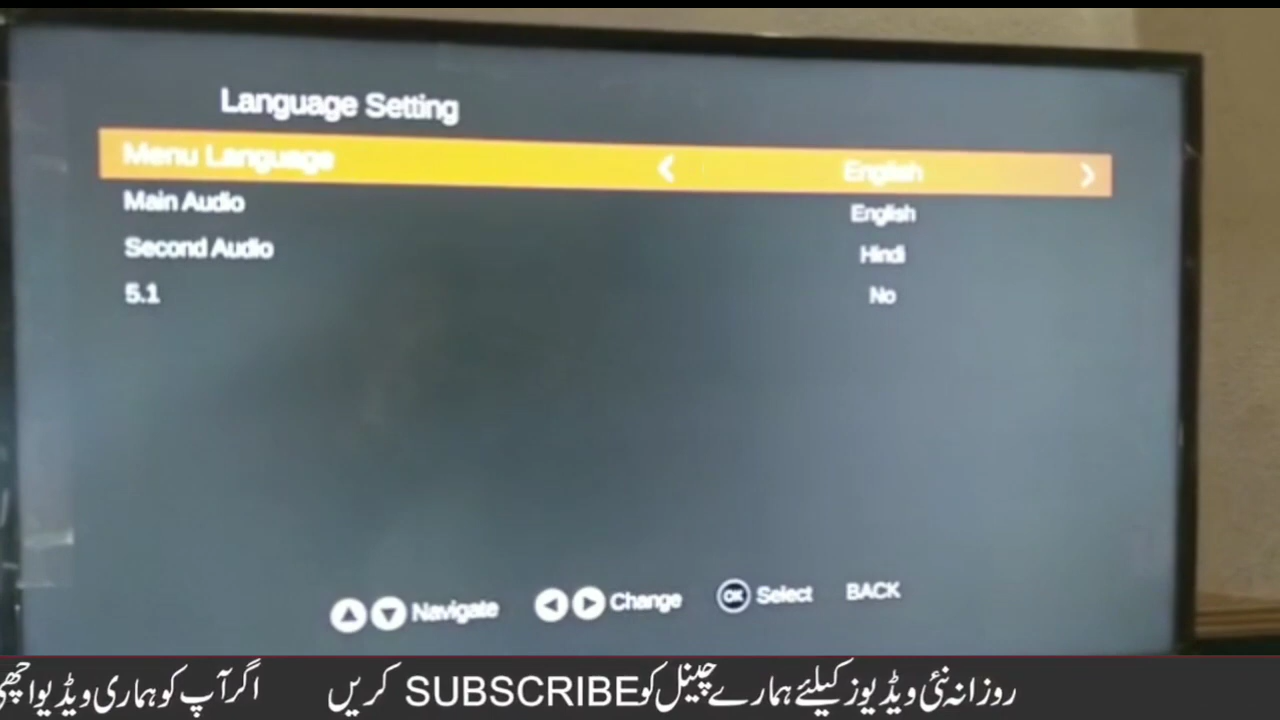 Language Setting
Menu Language English
Main Audio English
Second Audio Hindi
5.1 No
Navigate Change OK Select BACK
روزانہ نئی ویڈیوز کیلئے ہمارے چینل کو SUBSCRIBE کریں اگر آپ کو ہماری ویڈیو اچھی